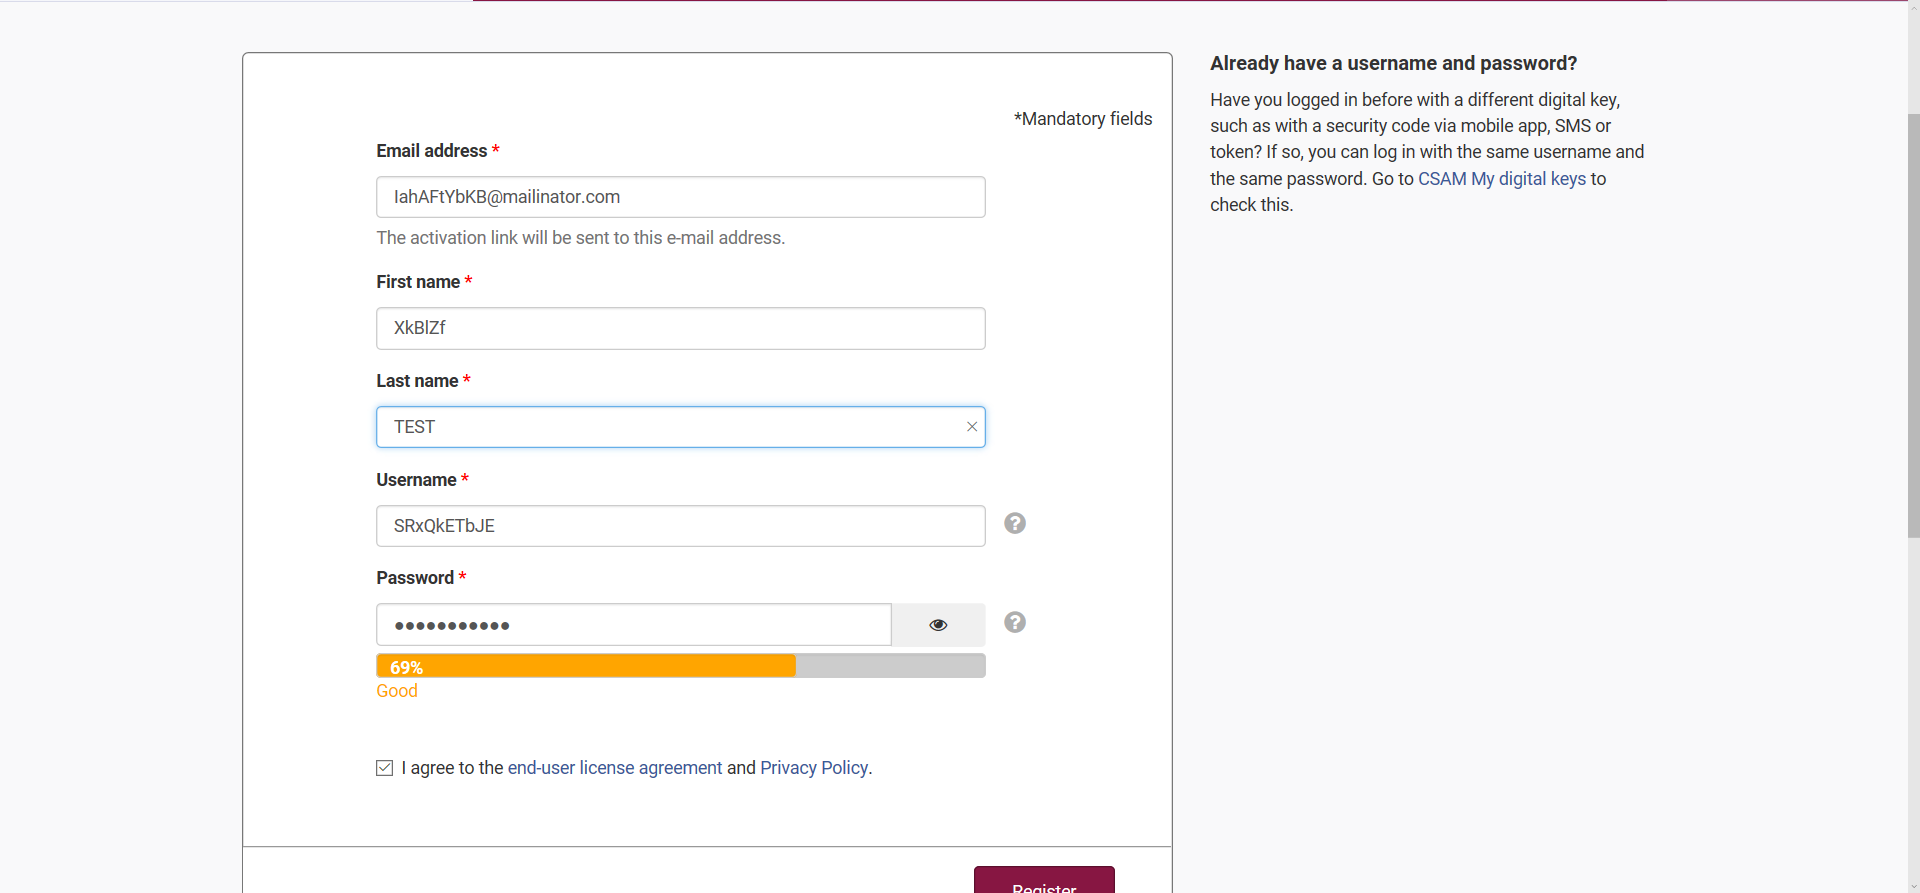 *Mandatory fields
Email address *
IahAFtYbKB@mailinator.com
The activation link will be sent to this e-mail address.
First name *
XkBlZf
Last name *
TEST
Username *
SRxQkETbJE
?
Password *
●●●●●●●●●●●
?
69%
Good
I agree to the end-user license agreement and Privacy Policy.
Register
Already have a username and password?
Have you logged in before with a different digital key,
such as with a security code via mobile app, SMS or
token? If so, you can log in with the same username and
the same password. Go to CSAM My digital keys to
check this.